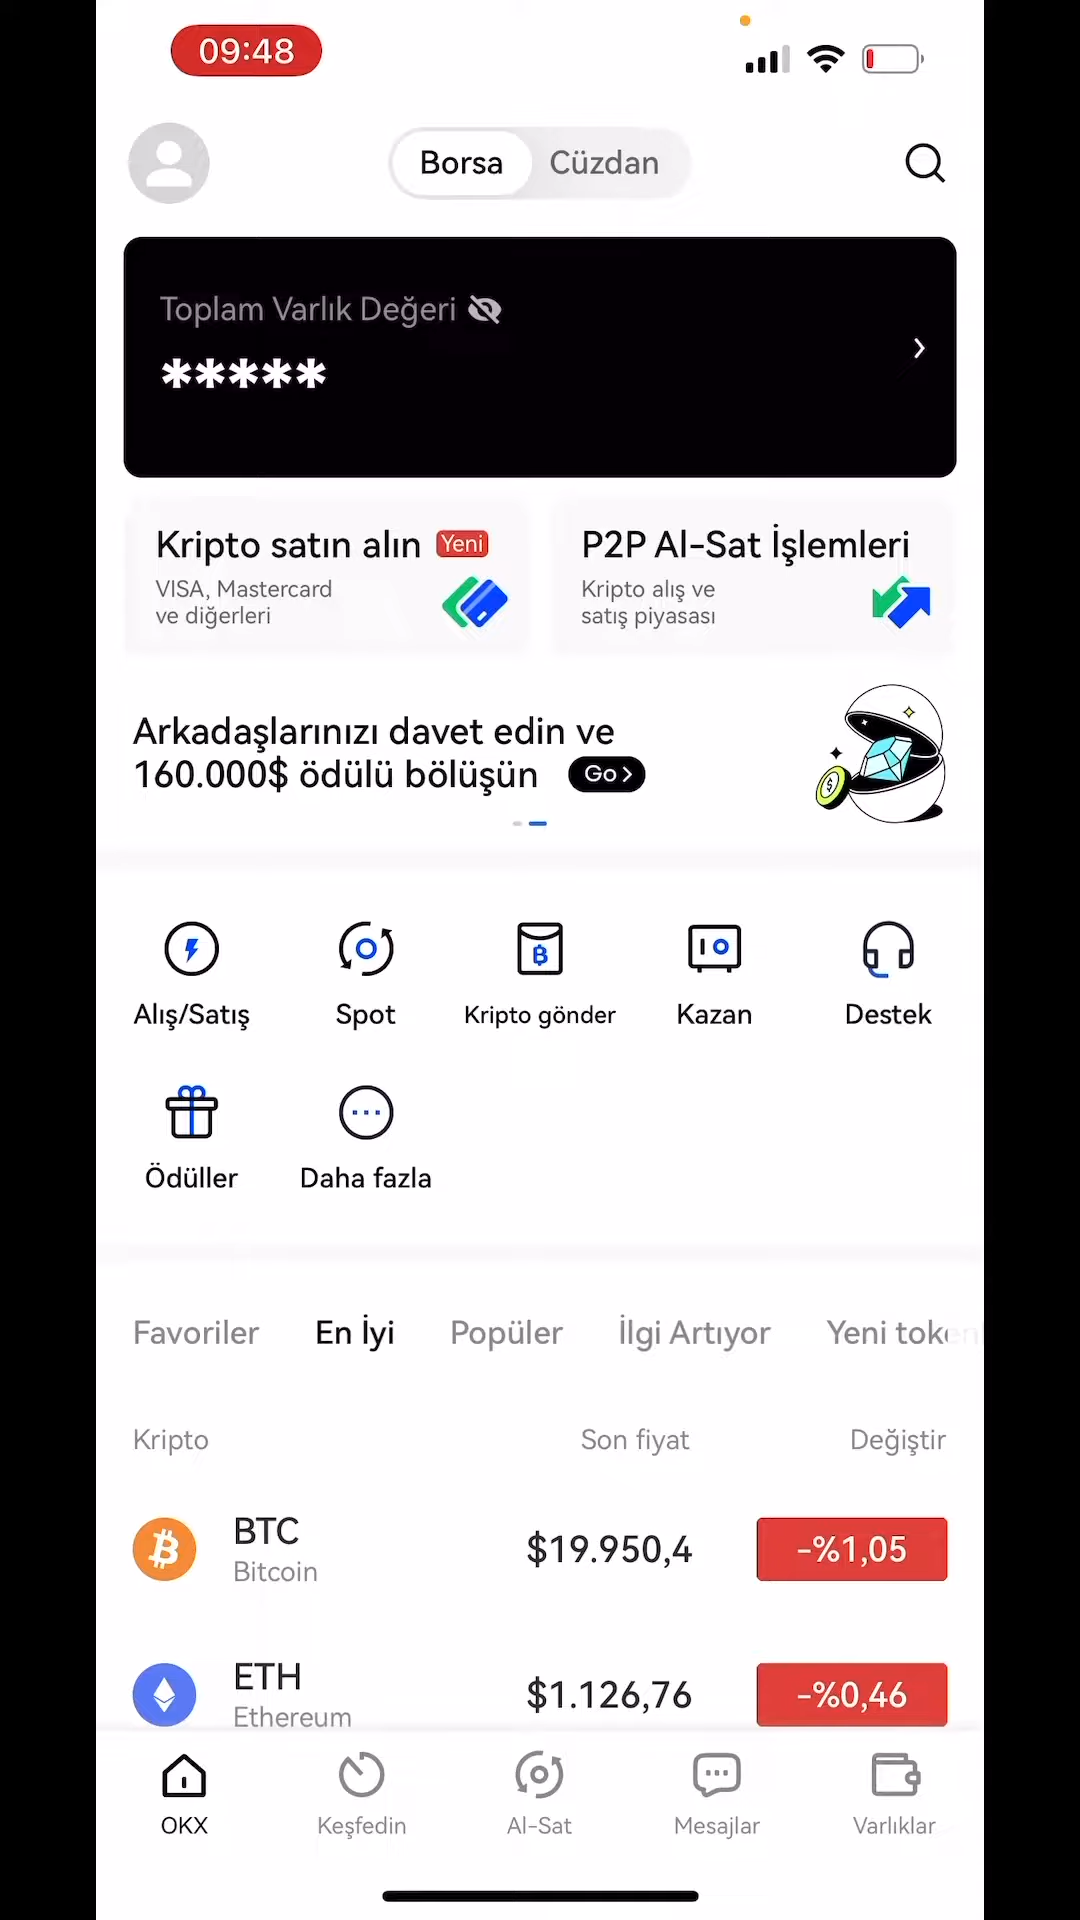 09:48
Borsa Cüzdan
Toplam Varlık Değeri
*****
Kripto satın alın Yeni
VISA, Mastercard
ve diğerleri
P2P Al-Sat İşlemleri
Kripto alış ve
satış piyasası
Arkadaşlarınızı davet edin ve
160.000$ ödülü bölüşün Go >
Alış/Satış Spot Kripto gönder Kazan Destek
Ödüller Daha fazla
Favoriler En İyi Popüler İlgi Artıyor Yeni token
Kripto Son fiyat Değiştir
BTC
Bitcoin
$19.950,4 -%1,05
ETH
Ethereum
$1.126,76 -%0,46
OKX Keşfedin Al-Sat Mesajlar Varlıklar